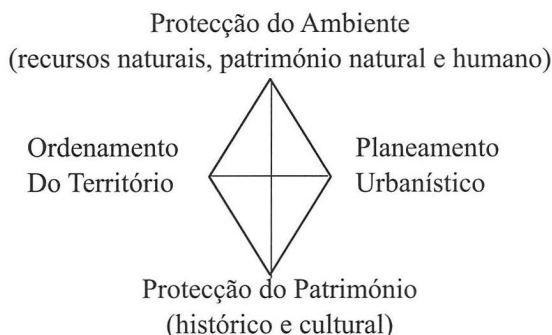 Protecção do Ambiente
(recursos naturais, património natural e humano)
Ordenamento
Do Território
Planeamento
Urbanístico
Protecção do Património
(histórico e cultural)